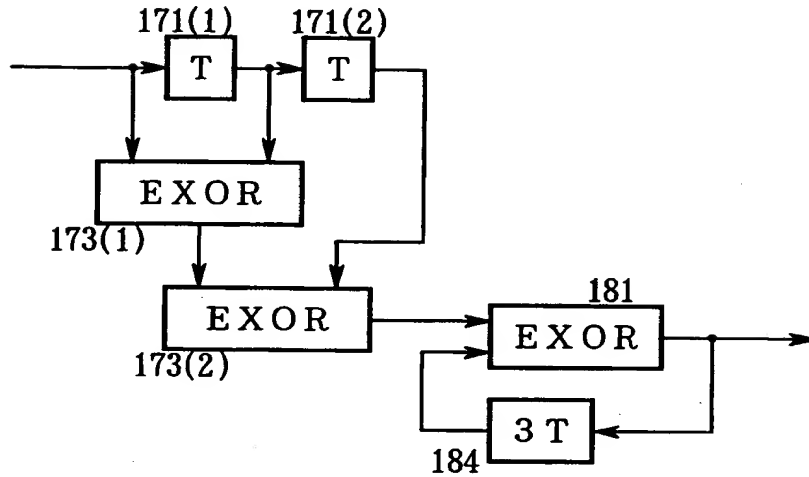 171(1) 171(2)
T T
EXOR
173(1)
EXOR
173(2)
181
EXOR
3T
184